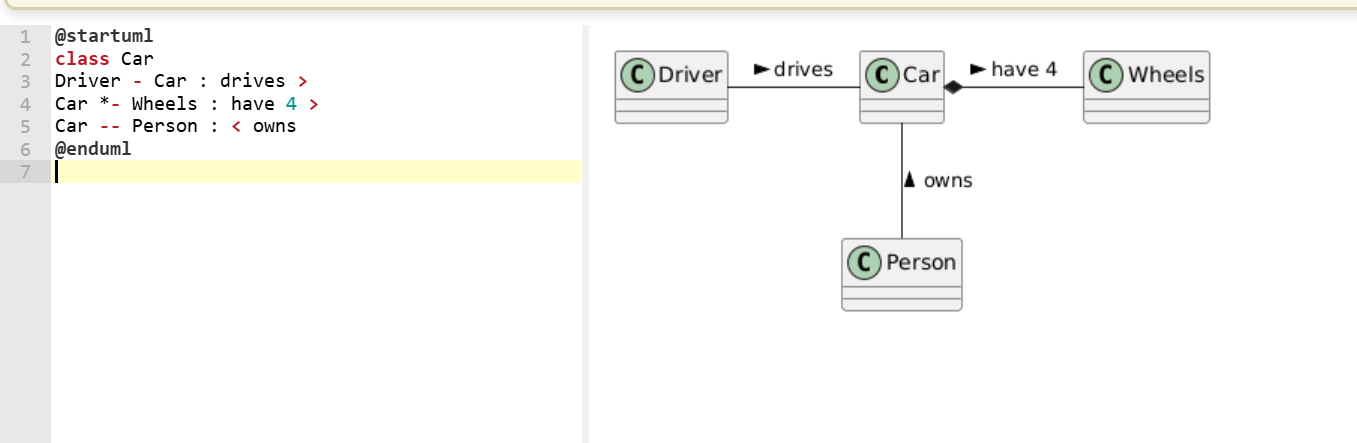 1 @startuml
2 class Car
3 Driver - Car : drives >
4 Car *- Wheels : have 4 >
5 Car -- Person : < owns
6 @enduml
7
C Driver drives C Car have 4 C Wheels
owns
C Person